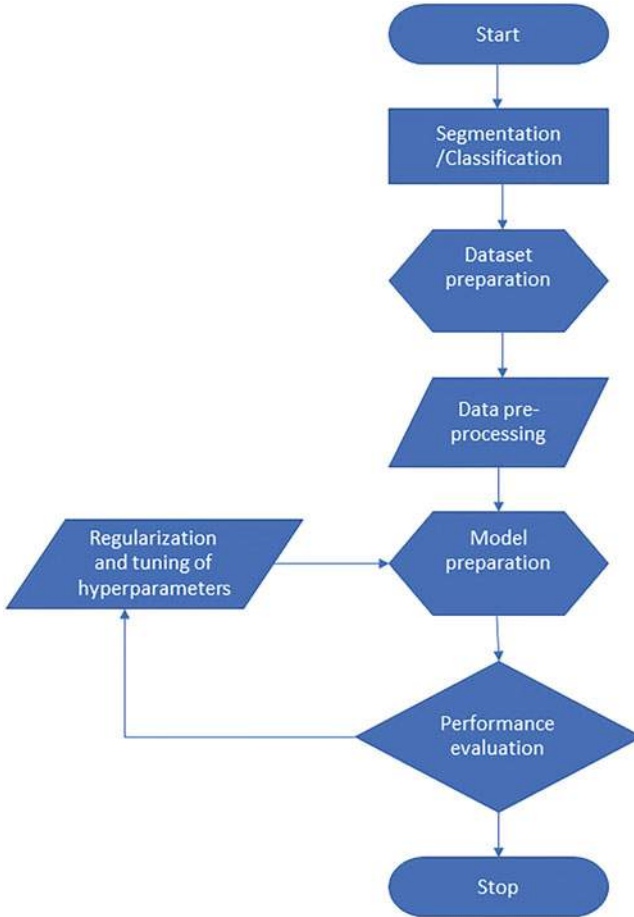 Start
Segmentation
/Classification
Dataset
preparation
Data pre-
processing
Model
preparation
Regularization
and tuning of
hyperparameters
Performance
evaluation
Stop